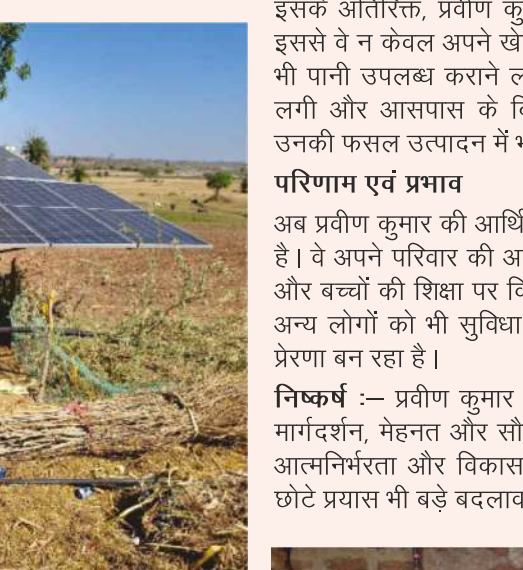 इसके अतिरिक्त, प्रवीण
इससे वे न केवल अपने
भी पानी उपलब्ध कराने
लगी और आसपास के
उनकी फसल उत्पादन में
परिणाम एवं प्रभाव
अब प्रवीण कुमार की
है। वे अपने परिवार की
और बच्चों की शिक्षा पर
अन्य लोगों को भी सुविधा
प्रेरणा बन रहा है।
निष्कर्ष :– प्रवीण कुमार
मार्गदर्शन, मेहनत और
आत्मनिर्भरता और विकास
छोटे प्रयास भी बड़े बदलाव